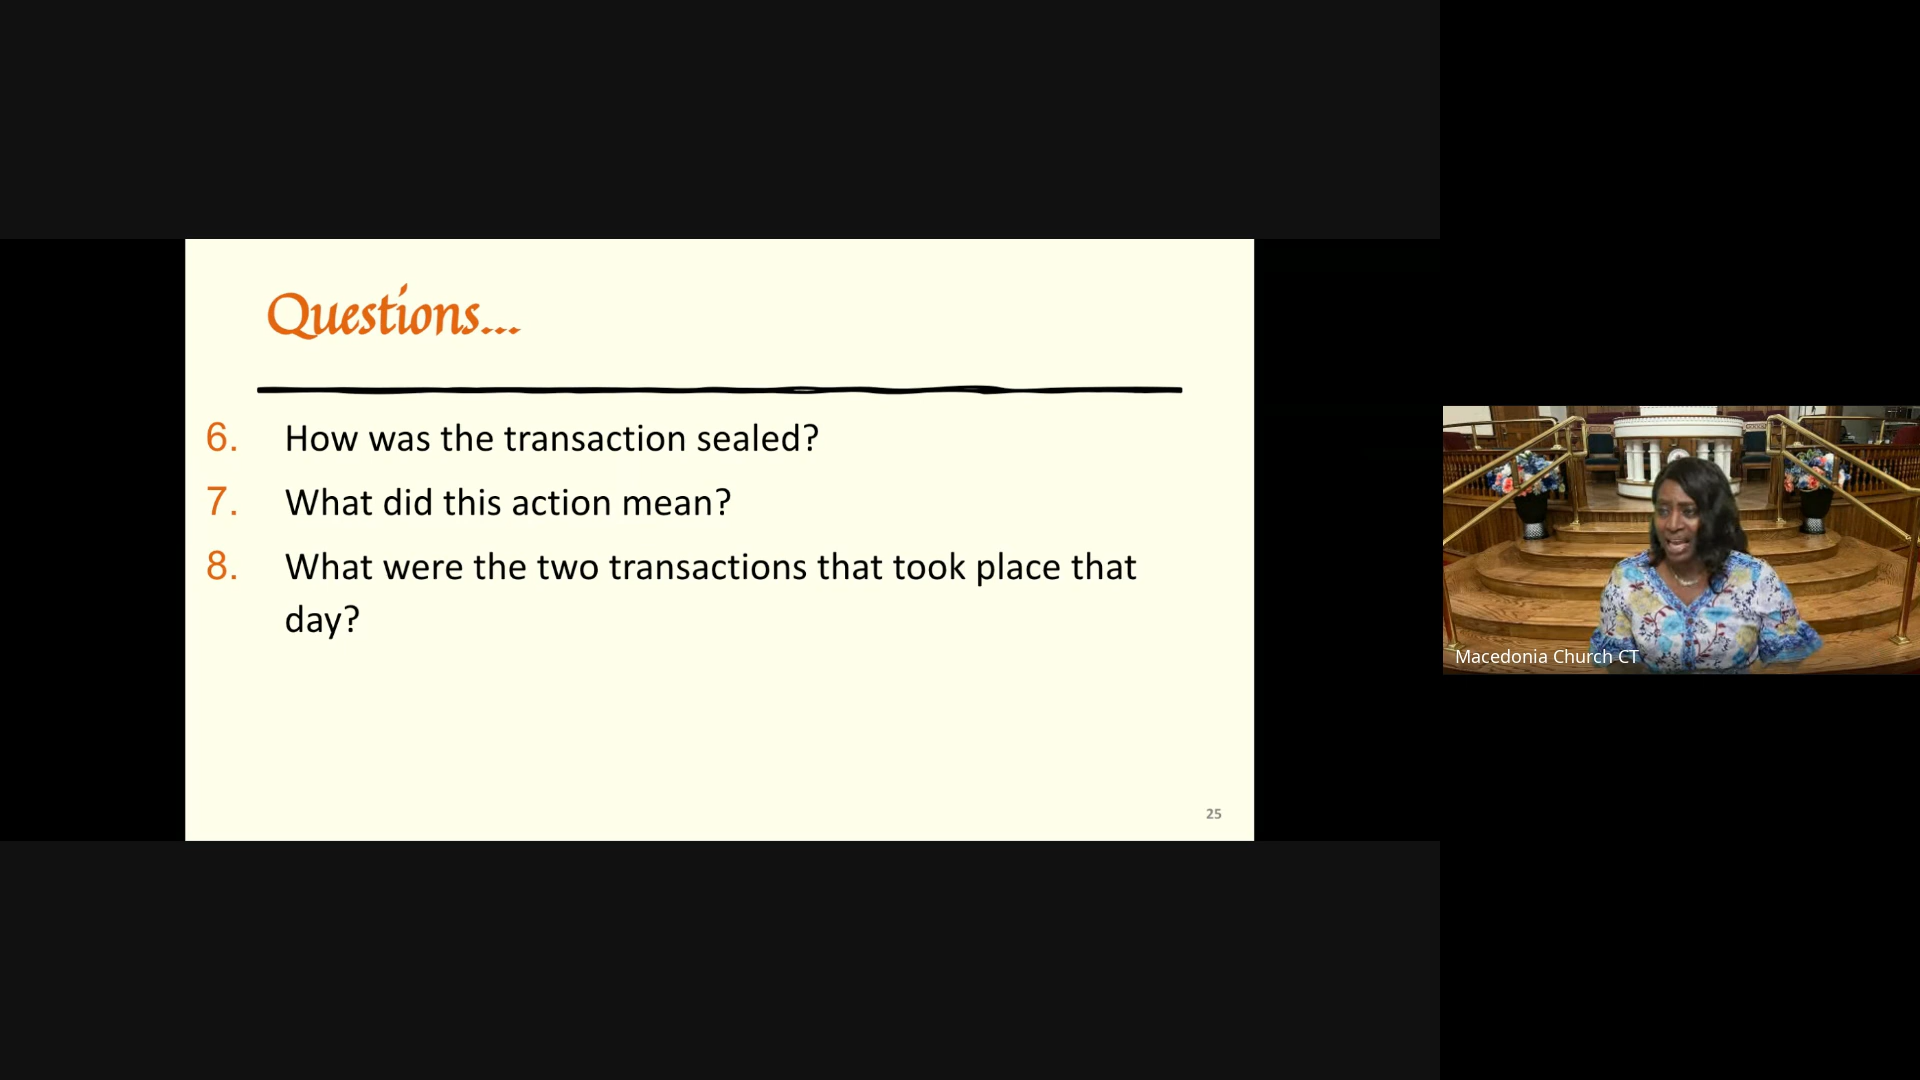 Questions...
6. How was the transaction sealed?
7. What did this action mean?
8. What were the two transactions that took place that
day?
25
Macedonia Church CT